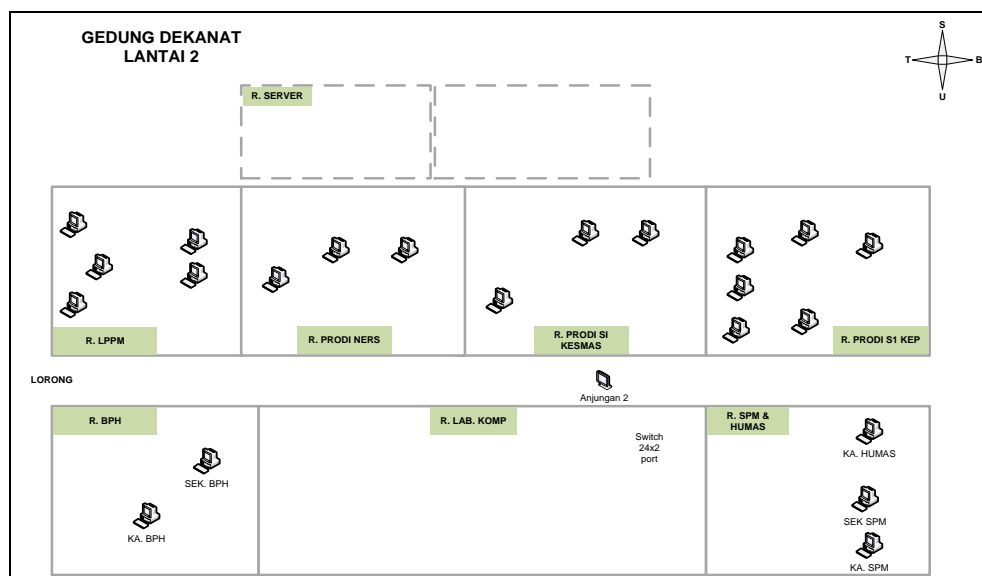 GEDUNG DEKANAT
LANTAI 2
S
T
B
U
R. SERVER
R. LPPM
R. PRODI NERS
R. PRODI SI
KESMAS
R. PRODI S1 KEP
LORONG
Anjungan 2
R. BPH
SEK. BPH
KA. BPH
R. LAB. KOMP
Switch
24x2
port
R. SPM &
HUMAS
KA. HUMAS
SEK SPM
KA. SPM